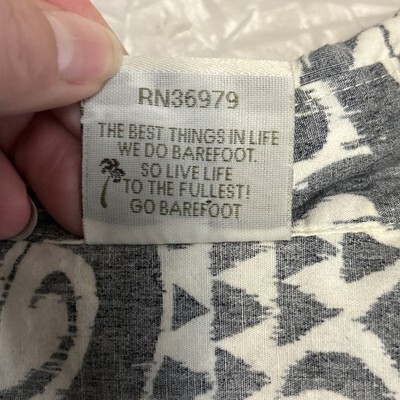 RN36979
THE BEST THINGS IN LIFE
WE DO BAREFOOT.
SO LIVE LIFE
TO THE FULLEST!
GO BAREFOOT